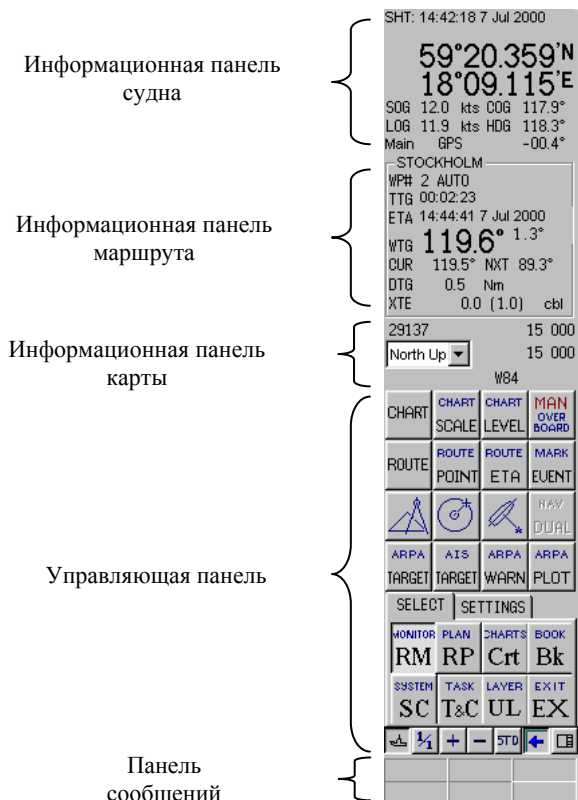 SHT: 14:42:18 7 Jul 2000
Информационная панель
судна
59°20.359'N
18°09.115'E
SOG 12.0 kts COG 117.9°
LOG 11.9 kts HDG 118.3°
Main GPS -00.4°
Информационная панель
маршрута
STOCKHOLM
WP# 2 AUTO
TTG 00:02:23
ETA 14:44:41 7 Jul 2000
WTG 119.6° 1.3°
CUR 119.5° NXT 89.3°
DTG 0.5 Nm
XTE 0.0 (1.0) cbl
Информационная панель
карты
29137 15 000
North Up 15 000
W84
Управляющая панель
CHART CHART SCALE CHART LEVEL MAN OVER BOARD
ROUTE ROUTE POINT ROUTE ETA MARK EVENT
NAV DUAL
ARPA TARGET AIS TARGET ARPA WARN ARPA PLOT
SELECT SETTINGS
MONITOR RM PLAN RP CHARTS Crt BOOK Bk
SYSTEM SC TASK T&C LAYER UL EXIT EX
1/1 + - STD
Панель
сообщений